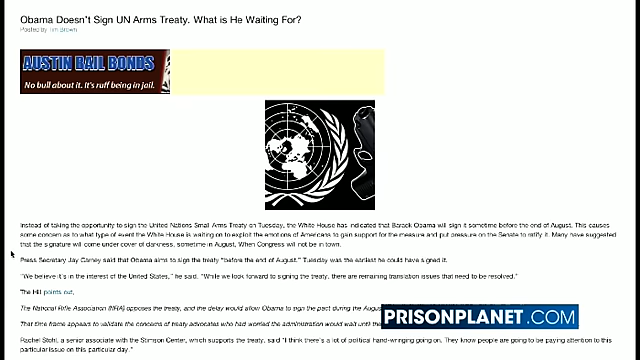 Obama Doesn't Sign UN Arms Treaty. What is He Waiting For?
Posted by Tim Brown
AUSTIN BAIL BONDS
No bull about it. It's ruff being in jail.
Instead of taking the opportunity to sign the United Nations Small Arms Treaty on Tuesday, the White House has indicated that Barack Obama will sign it sometime before the end of August. This causes
some concern as to what type of event the White House is waiting on to exploit the emotions of Americans to gain support for the measure and put pressure on the Senate to ratify it. Many have suggested
that the signature will come under cover of darkness, sometime in August, When Congress will not be in town.
Press Secretary Jay Carney said that Obama aims to sign the treaty "before the end of August." Tuesday was the earliest he could have signed it.
"We believe it's in the interest of the United States," he said. "While we look forward to signing the treaty, there are remaining translation issues that need to be resolved."
The Hill points out,
The National Rifle Association (NRA) opposes the treaty, and the delay would allow Obama to sign the pact during the Augu
That time frame appears to validate the concerns of treaty advocates who had worried the administration would wait until th
PRISONPLANET.COM
Rachel Stohl, a senior associate with the Stimson Center, which supports the treaty, said "I think there's a lot of political hand-wringing going on. They know people are going to be paying attention to this
particular issue on this particular day."